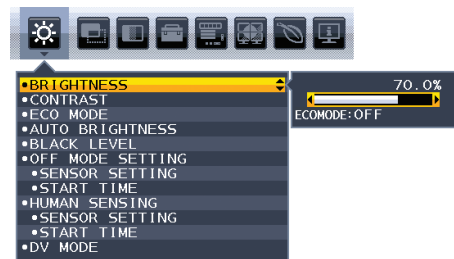 •BRIGHTNESS
70.0%
ECOMODE:OFF
•CONTRAST
•ECO MODE
•AUTO BRIGHTNESS
•BLACK LEVEL
•OFF MODE SETTING
•SENSOR SETTING
•START TIME
•HUMAN SENSING
•SENSOR SETTING
•START TIME
•DV MODE